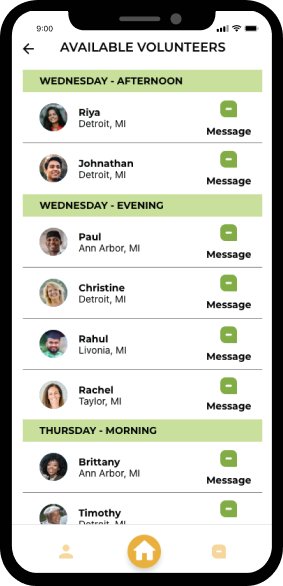 9:00
AVAILABLE VOLUNTEERS
WEDNESDAY - AFTERNOON
Riya
Detroit, MI
Message
Johnathan
Detroit, MI
Message
WEDNESDAY - EVENING
Paul
Ann Arbor, MI
Message
Christine
Detroit, MI
Message
Rahul
Livonia, MI
Message
Rachel
Taylor, MI
Message
THURSDAY - MORNING
Brittany
Ann Arbor, MI
Message
Timothy
Detroit, MI